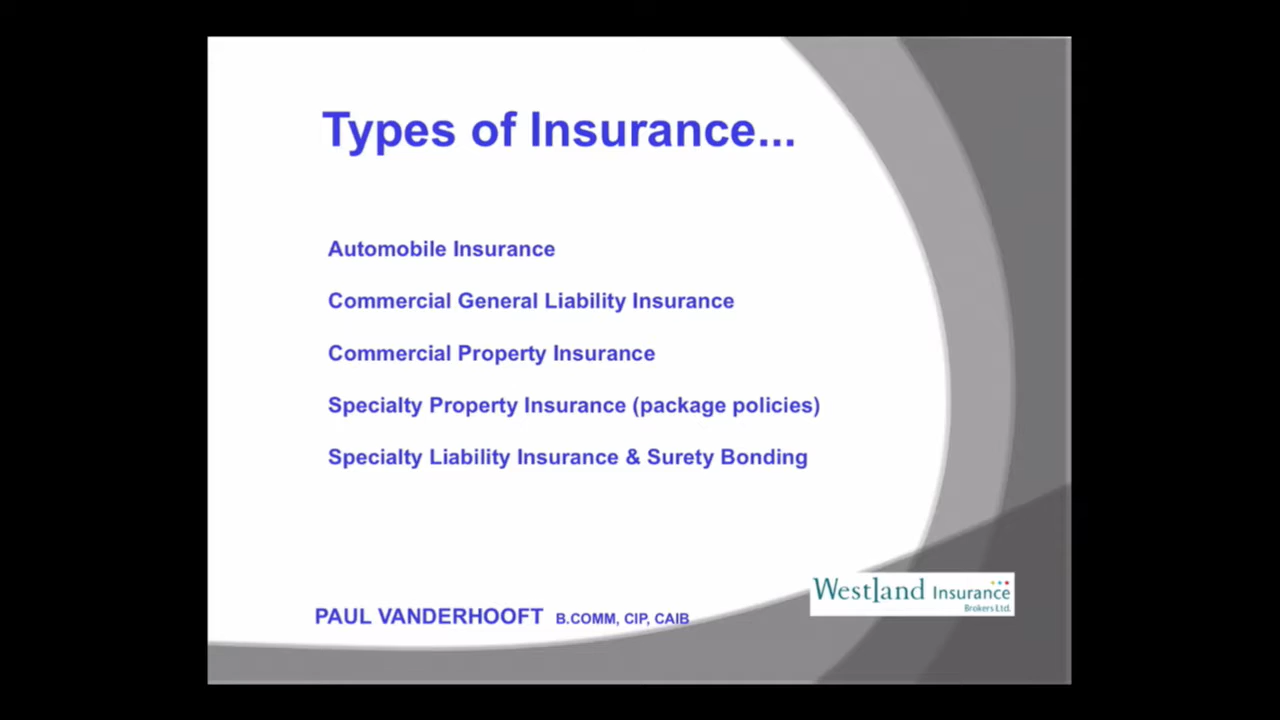 Types of Insurance...
Automobile Insurance
Commercial General Liability Insurance
Commercial Property Insurance
Specialty Property Insurance (package policies)
Specialty Liability Insurance & Surety Bonding
PAUL VANDERHOOFT B.COMM, CIP, CAIB
Westland Insurance
Brokers Ltd.